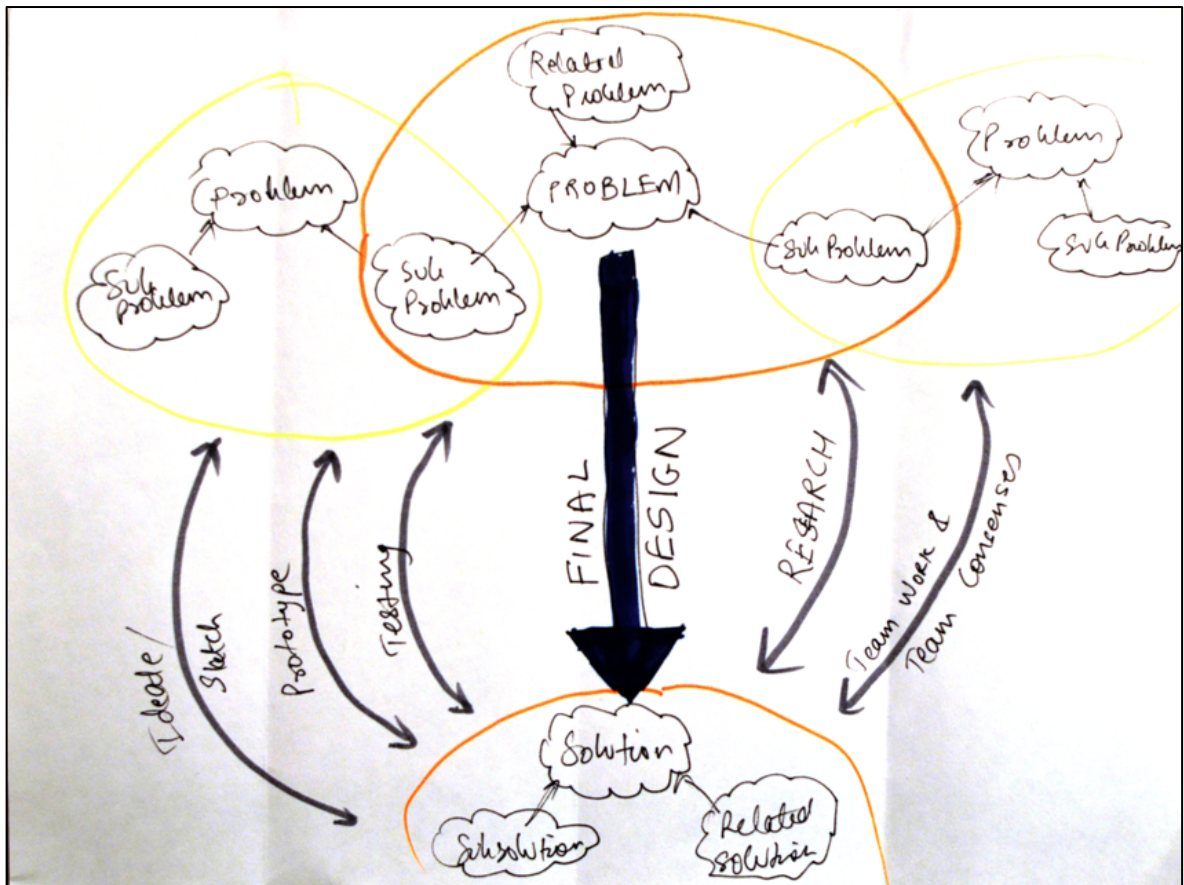 Related
Problem
Problem
PROBLEM
Problem
Sub
Problem
Sub
Problem
Sub Problem
Sub Problem
FINAL
DESIGN
RESEARCH
Team Work &
Team Consenses
Ideate/
Sketch
Prototype
Testing
Solution
Subsolution
Related
Solution